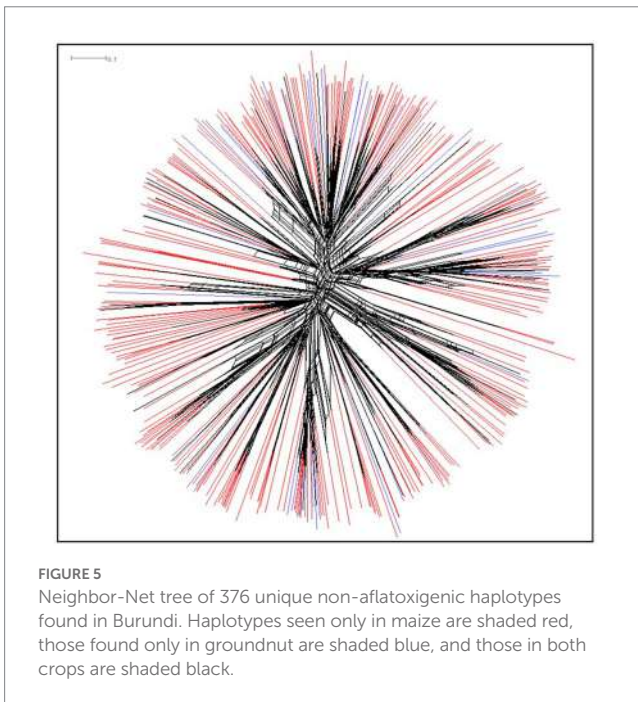 0.1
FIGURE 5
Neighbor-Net tree of 376 unique non-aflatoxigenic haplotypes
found in Burundi. Haplotypes seen only in maize are shaded red,
those found only in groundnut are shaded blue, and those in both
crops are shaded black.